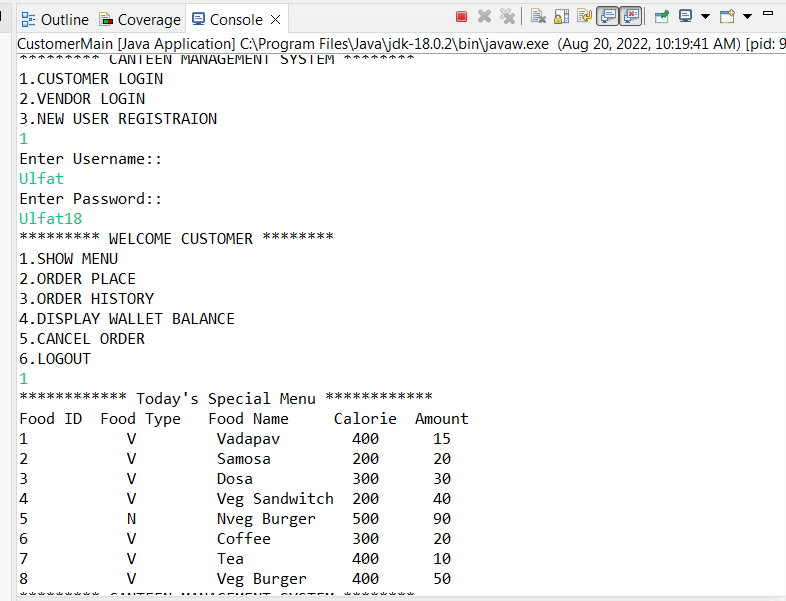 Outline Coverage Console
CustomerMain [Java Application] C:\Program Files\Java\jdk-18.0.2\bin\javaw.exe (Aug 20, 2022, 10:19:41 AM) [pid: 9
********* CANTEEN MANAGEMENT SYSTEM ********
1.CUSTOMER LOGIN
2.VENDOR LOGIN
3.NEW USER REGISTRAION
1
Enter Username::
Ulfat
Enter Password::
Ulfat18
********* WELCOME CUSTOMER ********
1.SHOW MENU
2.ORDER PLACE
3.ORDER HISTORY
4.DISPLAY WALLET BALANCE
5.CANCEL ORDER
6.LOGOUT
1
************ Today's Special Menu ************
Food ID Food Type Food Name Calorie Amount
1 V Vadapav 400 15
2 V Samosa 200 20
3 V Dosa 300 30
4 V Veg Sandwitch 200 40
5 N Nveg Burger 500 90
6 V Coffee 300 20
7 V Tea 400 10
8 V Veg Burger 400 50
********* CANTEEN MANAGEMENT SYSTEM ********